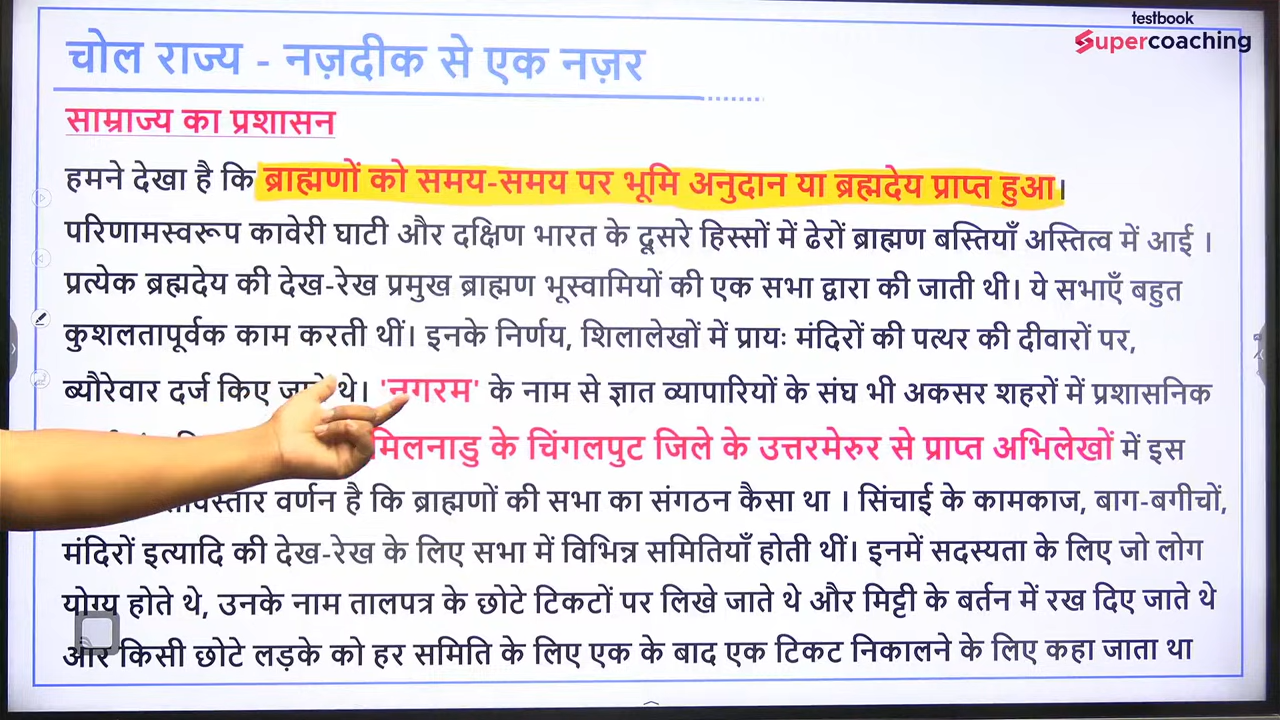 testbook
Supercoaching
चोल राज्य - नज़दीक से एक नज़र
साम्राज्य का प्रशासन
हमने देखा है कि ब्राह्मणों को समय-समय पर भूमि अनुदान या ब्रह्मदेय प्राप्त हुआ।
परिणामस्वरूप कावेरी घाटी और दक्षिण भारत के दूसरे हिस्सों में ढेरों ब्राह्मण बस्तियाँ अस्तित्व में आई ।
प्रत्येक ब्रह्मदेय की देख-रेख प्रमुख ब्राह्मण भूस्वामियों की एक सभा द्वारा की जाती थी। ये सभाएँ बहुत
कुशलतापूर्वक काम करती थीं। इनके निर्णय, शिलालेखों में प्रायः मंदिरों की पत्थर की दीवारों पर,
ब्यौरेवार दर्ज किए थे। 'नगरम' के नाम से ज्ञात व्यापारियों के संघ भी अकसर शहरों में प्रशासनिक
के चिंगलपुट जिले के उत्तरमेरुर से प्राप्त अभिलेखों में इस
वर्णन है कि ब्राह्मणों की सभा का संगठन कैसा था । सिंचाई के कामकाज, बाग-बगीचों,
मंदिरों इत्यादि की देख-रेख के लिए सभा में विभिन्न समितियाँ होती थीं। इनमें सदस्यता के लिए जो लोग
योग्य होते थे, उनके नाम तालपत्र के छोटे टिकटों पर लिखे जाते थे और मिट्टी के बर्तन में रख दिए जाते थे
और किसी छोटे लड़के को हर समिति के लिए एक के बाद एक टिकट निकालने के लिए कहा जाता था